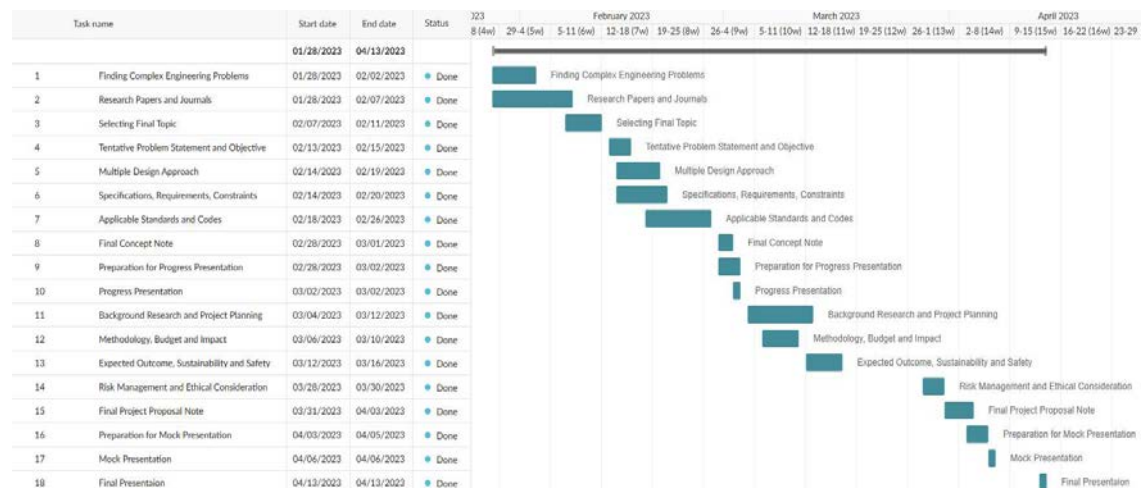 Task name Start date End date Status )23 February 2023 March 2023 April 2023
8 (4w) 29-4 (5w) 5-11 (6w) 12-18 (7w) 19-25 (8w) 26-4 (9w) 5-11 (10w) 12-18 (11w) 19-25 (12w) 26-1 (13w) 2-8 (14w) 9-15 (15w) 16-22 (16w) 23-29
01/28/2023 04/13/2023
1 Finding Complex Engineering Problems 01/28/2023 02/02/2023 Done Finding Complex Engineering Problems
2 Research Papers and Journals 01/28/2023 02/07/2023 Done Research Papers and Journals
3 Selecting Final Topic 02/07/2023 02/11/2023 Done Selecting Final Topic
4 Tentative Problem Statement and Objective 02/13/2023 02/15/2023 Done Tentative Problem Statement and Objective
5 Multiple Design Approach 02/14/2023 02/19/2023 Done Multiple Design Approach
6 Specifications, Requirements, Constraints 02/14/2023 02/20/2023 Done Specifications, Requirements, Constraints
7 Applicable Standards and Codes 02/18/2023 02/26/2023 Done Applicable Standards and Codes
8 Final Concept Note 02/28/2023 03/01/2023 Done Final Concept Note
9 Preparation for Progress Presentation 02/28/2023 03/02/2023 Done Preparation for Progress Presentation
10 Progress Presentation 03/02/2023 03/02/2023 Done Progress Presentation
11 Background Research and Project Planning 03/04/2023 03/12/2023 Done Background Research and Project Planning
12 Methodology, Budget and Impact 03/06/2023 03/10/2023 Done Methodology, Budget and Impact
13 Expected Outcome, Sustainability and Safety 03/12/2023 03/16/2023 Done Expected Outcome, Sustainability and Safety
14 Risk Management and Ethical Consideration 03/28/2023 03/30/2023 Done Risk Management and Ethical Consideration
15 Final Project Proposal Note 03/31/2023 04/03/2023 Done Final Project Proposal Note
16 Preparation for Mock Presentation 04/03/2023 04/05/2023 Done Preparation for Mock Presentation
17 Mock Presentation 04/06/2023 04/06/2023 Done Mock Presentation
18 Final Presentaion 04/13/2023 04/13/2023 Done Final Presentaion